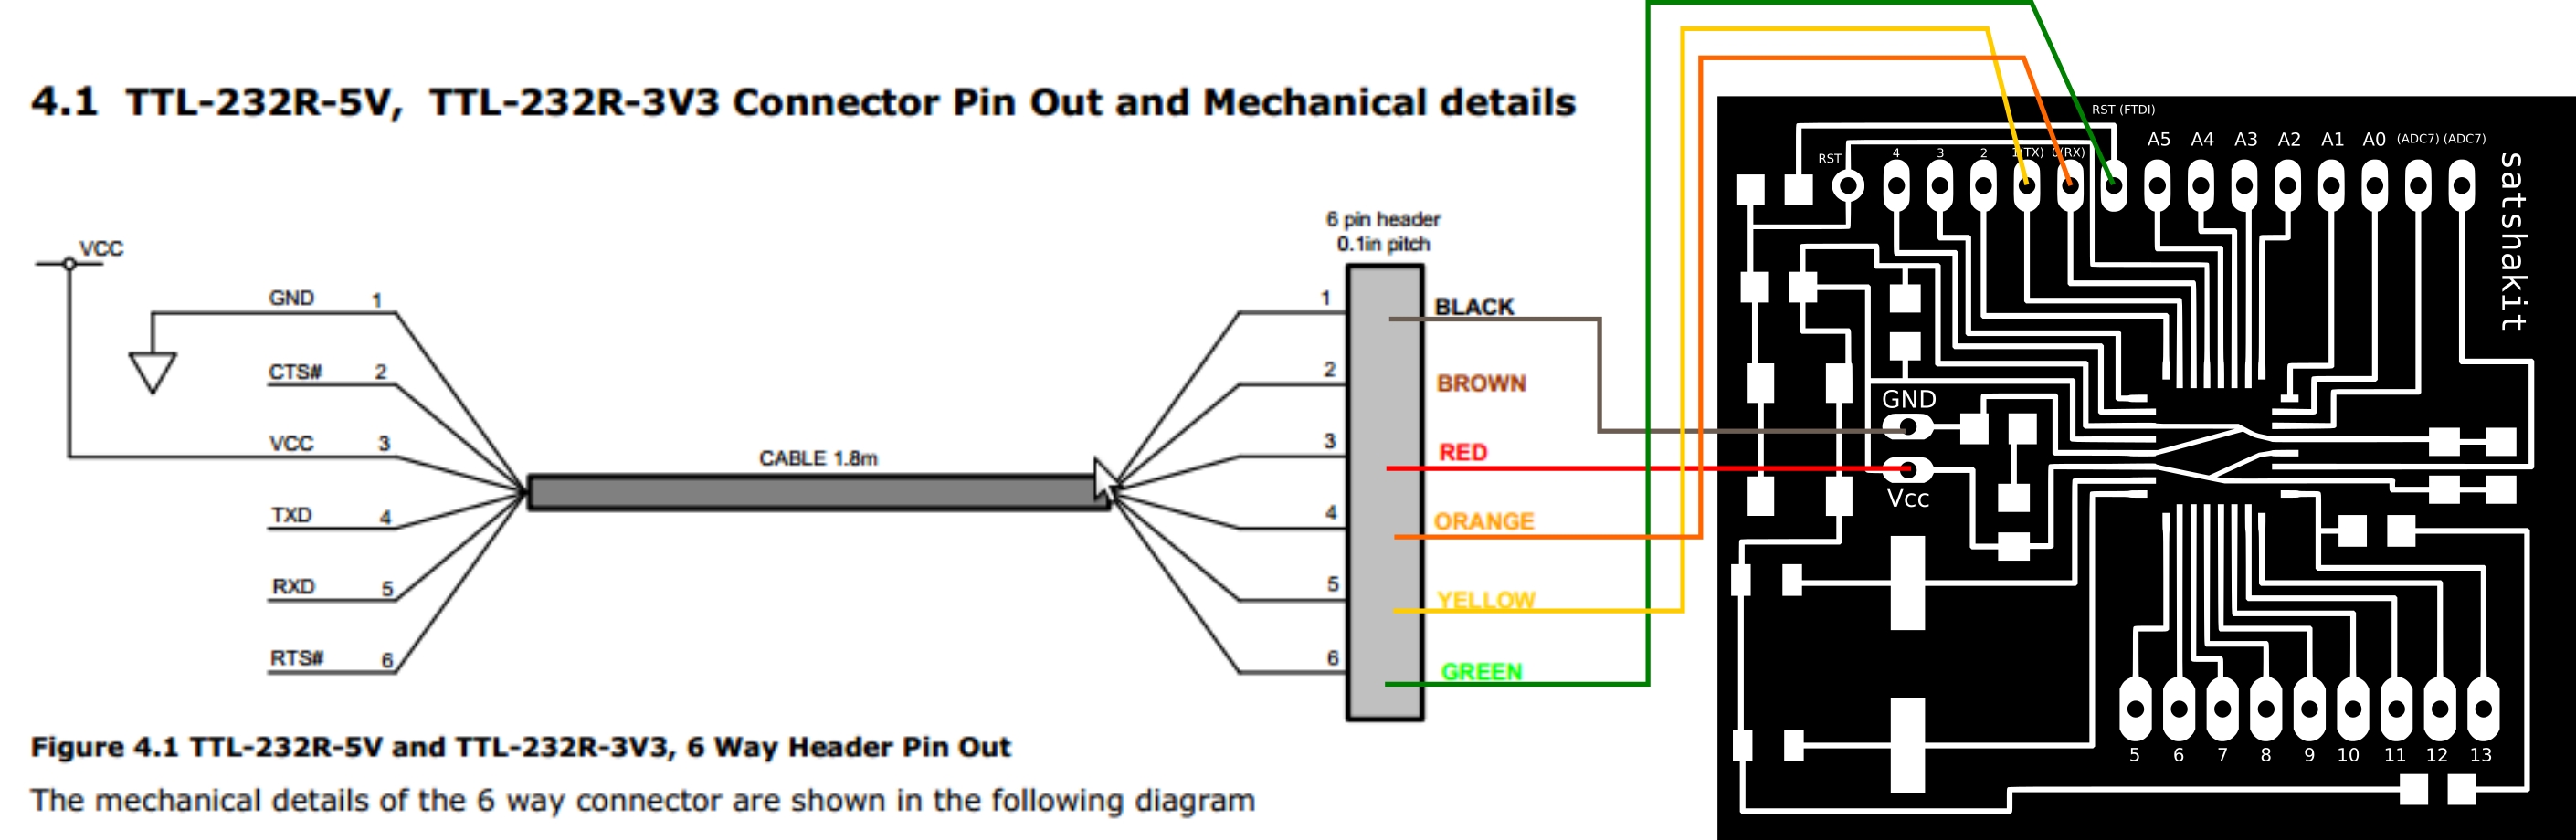 4.1 TTL-232R-5V, TTL-232R-3V3 Connector Pin Out and Mechanical details
VCC
GND 1
CTS# 2
VCC 3
TXD 4
RXD 5
RTS# 6
CABLE 1.8m
6 pin header
0.1in pitch
1 BLACK
2 BROWN
3 RED
4 ORANGE
5 YELLOW
6 GREEN
RST (FTDI)
RST 4 3 2 1(TX) 0(RX) A5 A4 A3 A2 A1 A0 (ADC7) (ADC7)
satshakit
GND
Vcc
5 6 7 8 9 10 11 12 13
Figure 4.1 TTL-232R-5V and TTL-232R-3V3, 6 Way Header Pin Out
The mechanical details of the 6 way connector are shown in the following diagram